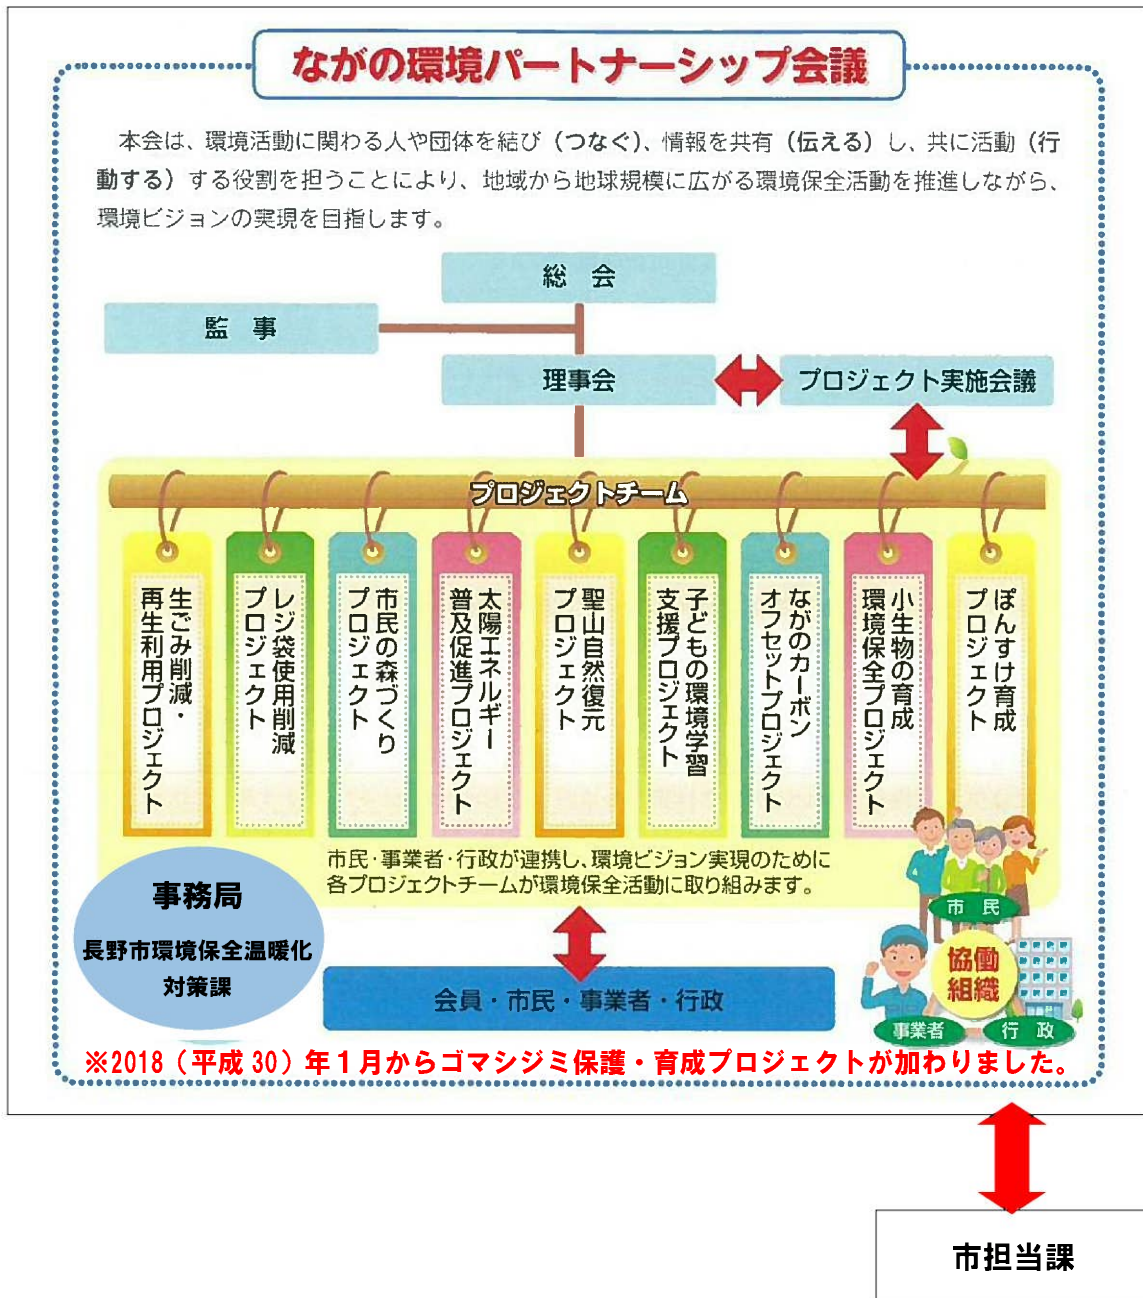 ながの環境パートナーシップ会議
本会は、環境活動に関わる人や団体を結び（つなぐ）、情報を共有（伝える）し、共に活動（行
動する）する役割を担うことにより、地域から地球規模に広がる環境保全活動を推進しながら、
環境ビジョンの実現を目指します。
総 会
監 事
理事会
プロジェクト実施会議
プロジェクトチーム
生ごみ削減・
再生利用プロジェクト
レジ袋使用削減
プロジェクト
市民の森づくり
プロジェクト
太陽エネルギー
普及促進プロジェクト
聖山自然復元
プロジェクト
子どもの環境学習
支援プロジェクト
ながのカーボン
オフセットプロジェクト
小生物の育成
環境保全プロジェクト
ぽんすけ育成
プロジェクト
市民・事業者・行政が連携し、環境ビジョン実現のために
各プロジェクトチームが環境保全活動に取り組みます。
事務局
長野市環境保全温暖化
対策課
会員・市民・事業者・行政
市 民
協働
組織
事業者
行 政
※2018（平成30）年１月からゴマシジミ保護・育成プロジェクトが加わりました。
市担当課